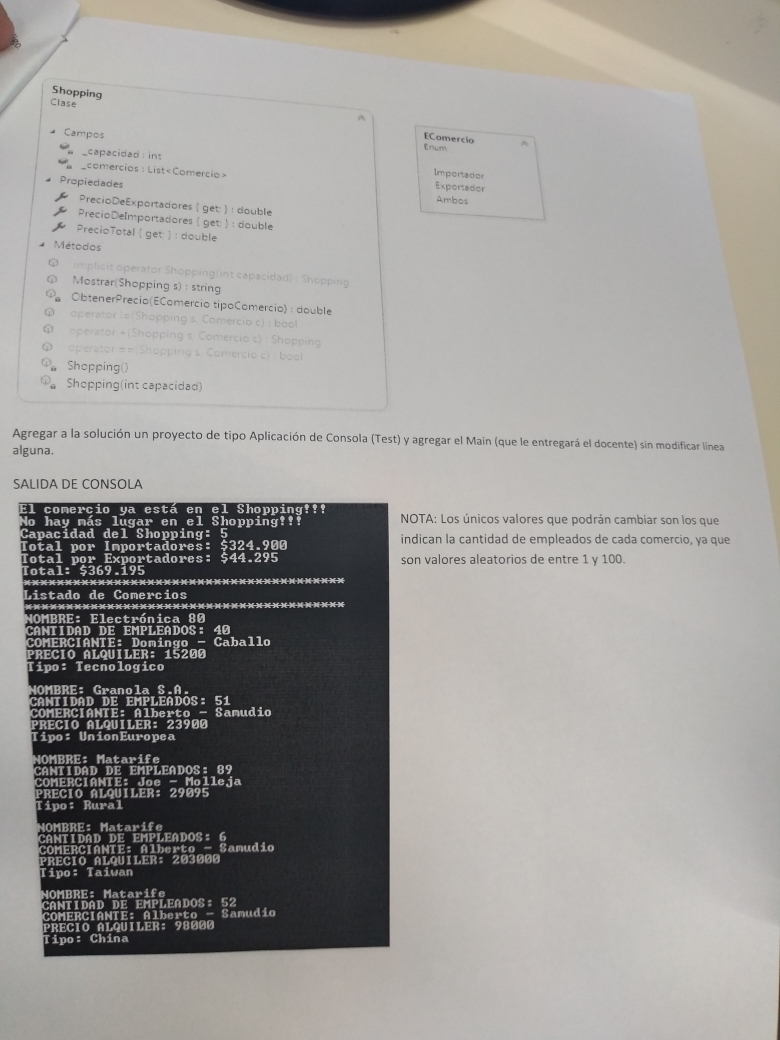 Shopping
Clase
Campos
_capacidad : int
_comercios : List<Comercio>
Propiedades
PrecioDeExportadores { get; } : double
PrecioDeImportadores { get; } : double
PrecioTotal { get; } : double
Métodos
implicit operator Shopping(int capacidad) : Shopping
Mostrar(Shopping s) : string
ObtenerPrecio(EComercio tipoComercio) : double
operator !=(Shopping s, Comercio c) : bool
operator +(Shopping s, Comercio c) : Shopping
operator ==(Shopping s, Comercio c) : bool
Shopping()
Shopping(int capacidad)
EComercio
Enum
Importador
Exportador
Ambos
Agregar a la solución un proyecto de tipo Aplicación de Consola (Test) y agregar el Main (que le entregará el docente) sin modificar línea
alguna.
SALIDA DE CONSOLA
El comercio ya está en el Shopping!!!
No hay más lugar en el Shopping!!!
Capacidad del Shopping: 5
Total por Importadores: $324.900
Total por Exportadores: $44.295
Total: $369.195
****************************************
Listado de Comercios
****************************************
NOMBRE: Electrónica 80
CANTIDAD DE EMPLEADOS: 40
COMERCIANTE: Domingo - Caballo
PRECIO ALQUILER: 15200
Tipo: Tecnologico
NOMBRE: Granola S.A.
CANTIDAD DE EMPLEADOS: 51
COMERCIANTE: Alberto - Samudio
PRECIO ALQUILER: 23900
Tipo: UnionEuropea
NOMBRE: Matarife
CANTIDAD DE EMPLEADOS: 89
COMERCIANTE: Joe - Molleja
PRECIO ALQUILER: 29095
Tipo: Rural
NOMBRE: Matarife
CANTIDAD DE EMPLEADOS: 6
COMERCIANTE: Alberto - Samudio
PRECIO ALQUILER: 203000
Tipo: Taiwan
NOMBRE: Matarife
CANTIDAD DE EMPLEADOS: 52
COMERCIANTE: Alberto - Samudio
PRECIO ALQUILER: 98000
Tipo: China
NOTA: Los únicos valores que podrán cambiar son los que
indican la cantidad de empleados de cada comercio, ya que
son valores aleatorios de entre 1 y 100.